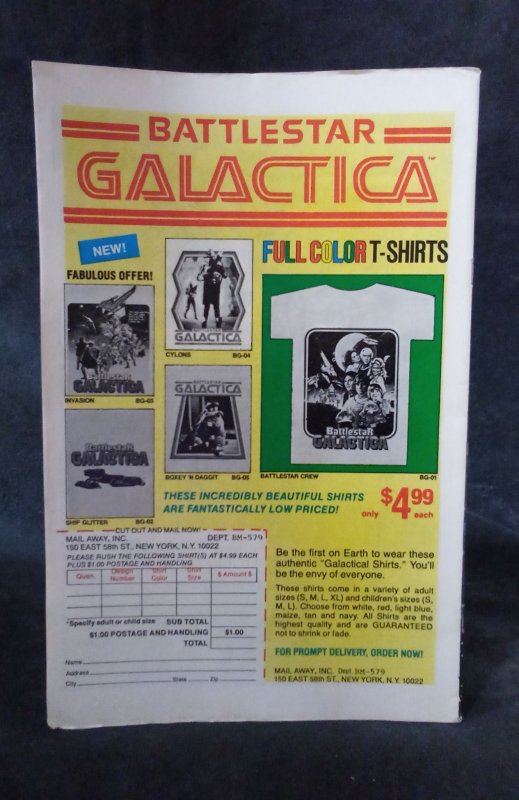 BATTLESTAR
GALACTICA™
NEW!
FABULOUS OFFER!
FULL COLOR T-SHIRTS
Battlestar
GALACTICA
INVASION BG-03
BATTLESTAR
GALACTICA
CYLONS BG-04
Battlestar
GALACTICA
SHIP GLITTER BG-02
BATTLESTAR
GALACTICA
BOXEY 'N DAGGIT BG-05
Battlestar
GALACTICA
BATTLESTAR CREW BG-01
THESE INCREDIBLY BEAUTIFUL SHIRTS
ARE FANTASTICALLY LOW PRICED!
only $4.99 each
CUT OUT AND MAIL NOW!
MAIL AWAY, INC. DEPT. BM-579
150 EAST 58th ST., NEW YORK, N.Y. 10022
PLEASE RUSH THE FOLLOWING SHIRT(S) AT $4.99 EACH
PLUS $1.00 POSTAGE AND HANDLING
Quan. Design Number Shirt Color Shirt Size $ Amount $
*Specify adult or child size SUB TOTAL
$1.00 POSTAGE AND HANDLING $1.00
TOTAL
Name
Address
City State Zip
Be the first on Earth to wear these
authentic "Galactical Shirts." You'll
be the envy of everyone.
These shirts come in a variety of adult
sizes (S, M, L, XL) and children's sizes (S,
M, L). Choose from white, red, light blue,
maize, tan and navy. All Shirts are the
highest quality and are GUARANTEED
not to shrink or fade.
FOR PROMPT DELIVERY, ORDER NOW!
MAIL AWAY, INC. Dept. BM-579
150 EAST 58th ST., NEW YORK, N.Y. 10022